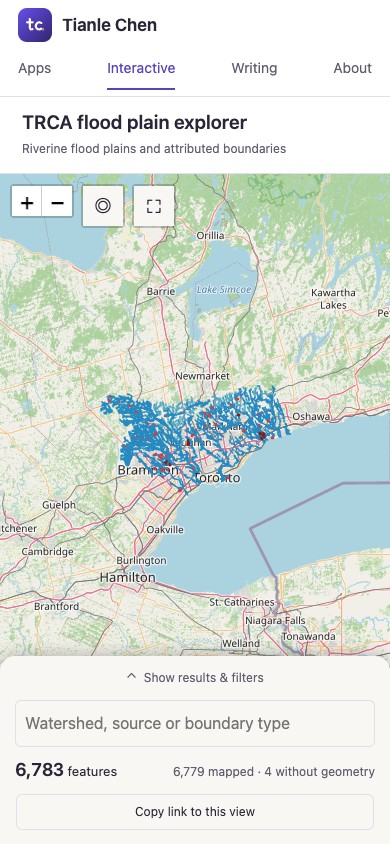 tc
Tianle Chen
Apps Interactive Writing About
TRCA flood plain explorer
Riverine flood plains and attributed boundaries
+ −
Orillia
Lake Simcoe
Barrie
Kawartha
Lakes
Newmarket
Oshawa
Brampton
Toronto
Guelph
Oakville
tchener
Cambridge
Burlington
Hamilton
Brantford
St. Catharines
Niagara Falls
Tonawanda
Welland
Show results & filters
Watershed, source or boundary type
6,783 features 6,779 mapped · 4 without geometry
Copy link to this view